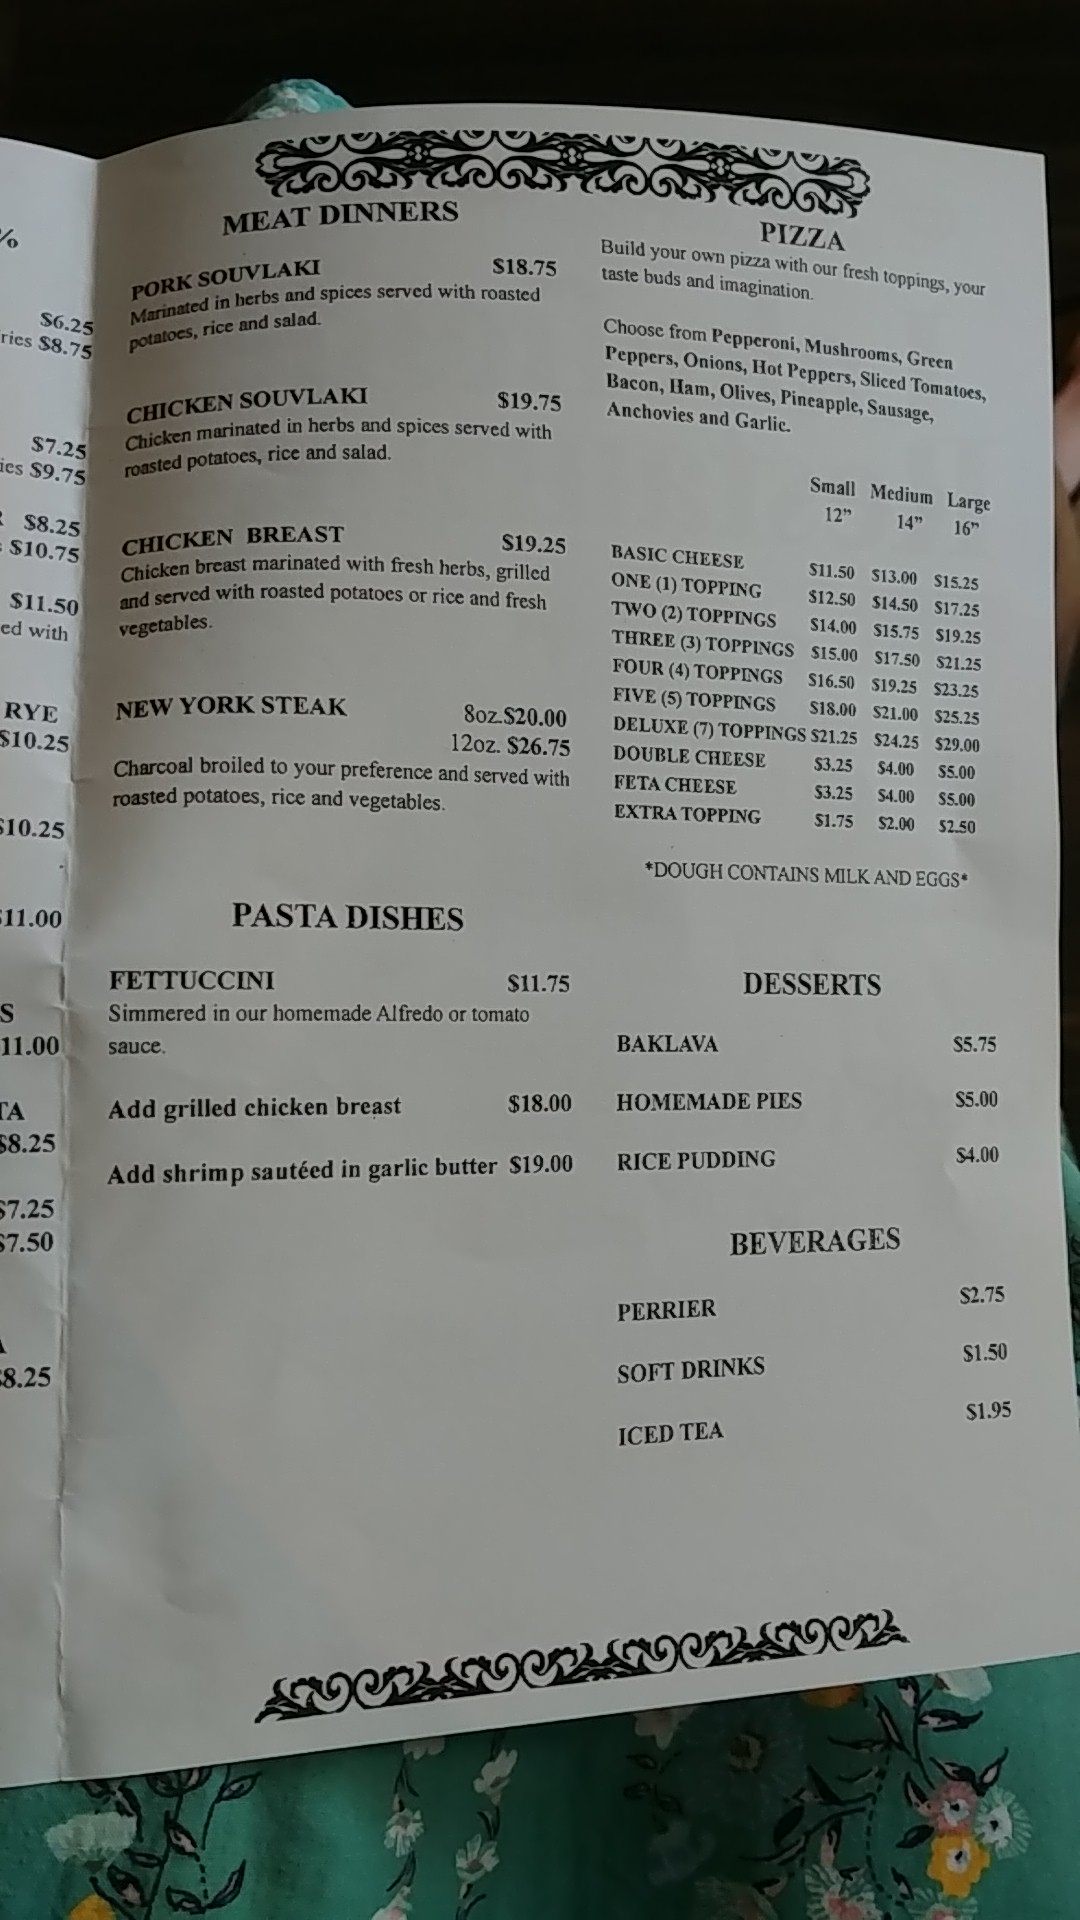 %
$6.25
ries $8.75
$7.25
ies $9.75
$8.25
$10.75
$11.50
ed with
RYE
$10.25
$10.25
$11.00
S
11.00
TA
$8.25
$7.25
$7.50
$8.25
MEAT DINNERS
PORK SOUVLAKI $18.75
Marinated in herbs and spices served with roasted
potatoes, rice and salad.
CHICKEN SOUVLAKI $19.75
Chicken marinated in herbs and spices served with
roasted potatoes, rice and salad.
CHICKEN BREAST $19.25
Chicken breast marinated with fresh herbs, grilled
and served with roasted potatoes or rice and fresh
vegetables.
NEW YORK STEAK 8oz.$20.00
12oz. $26.75
Charcoal broiled to your preference and served with
roasted potatoes, rice and vegetables.
PASTA DISHES
FETTUCCINI $11.75
Simmered in our homemade Alfredo or tomato
sauce.
Add grilled chicken breast $18.00
Add shrimp sautéed in garlic butter $19.00
PIZZA
Build your own pizza with our fresh toppings, your
taste buds and imagination.
Choose from Pepperoni, Mushrooms, Green
Peppers, Onions, Hot Peppers, Sliced Tomatoes,
Bacon, Ham, Olives, Pineapple, Sausage,
Anchovies and Garlic.
Small Medium Large
12" 14" 16"
BASIC CHEESE $11.50 $13.00 $15.25
ONE (1) TOPPING $12.50 $14.50 $17.25
TWO (2) TOPPINGS $14.00 $15.75 $19.25
THREE (3) TOPPINGS $15.00 $17.50 $21.25
FOUR (4) TOPPINGS $16.50 $19.25 $23.25
FIVE (5) TOPPINGS $18.00 $21.00 $25.25
DELUXE (7) TOPPINGS $21.25 $24.25 $29.00
DOUBLE CHEESE $3.25 $4.00 $5.00
FETA CHEESE $3.25 $4.00 $5.00
EXTRA TOPPING $1.75 $2.00 $2.50
*DOUGH CONTAINS MILK AND EGGS*
DESSERTS
BAKLAVA $5.75
HOMEMADE PIES $5.00
RICE PUDDING $4.00
BEVERAGES
PERRIER $2.75
SOFT DRINKS $1.50
ICED TEA $1.95